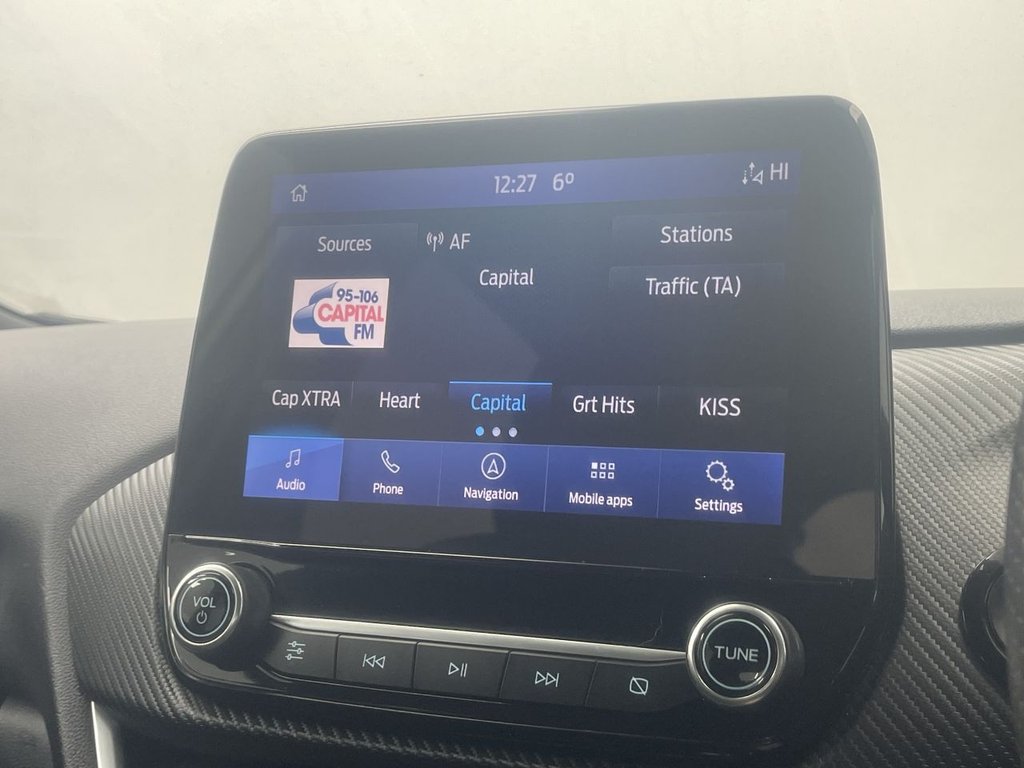 12:27 6º HI
Sources AF Stations
Capital
Traffic (TA)
95-106
CAPITAL
FM
Cap XTRA Heart Capital Grt Hits KISS
Audio Phone Navigation Mobile apps Settings
VOL
TUNE